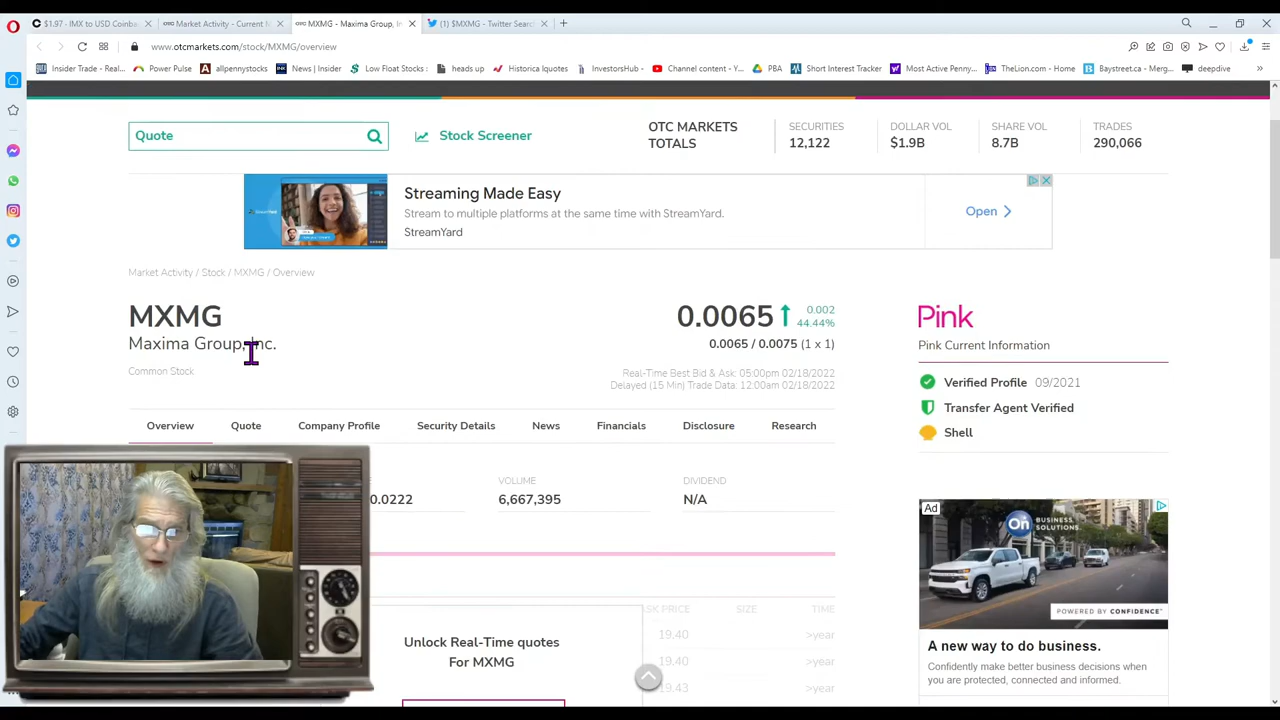 $1.97 - IMX to USD Coinba
Market Activity - Current M
MXMG - Maxima Group, In
(1) $MXMG - Twitter Searc
www.otcmarkets.com/stock/MXMG/overview
Insider Trade - Real...
Power Pulse
allpennystocks
News | Insider
Low Float Stocks :
heads up
Historica Iquotes
InvestorsHub -
Channel content - Y...
PBA
Short Interest Tracker
Most Active Penny...
TheLion.com - Home
Baystreet.ca - Merg...
deepdive
Quote
Stock Screener
OTC MARKETS
TOTALS
SECURITIES
12,122
DOLLAR VOL
$1.9B
SHARE VOL
8.7B
TRADES
290,066
Streaming Made Easy
Stream to multiple platforms at the same time with StreamYard.
StreamYard
Open
Market Activity / Stock / MXMG / Overview
MXMG
Maxima Group, Inc.
Common Stock
0.0065
0.002
44.44%
0.0065 / 0.0075 (1 x 1)
Real-Time Best Bid & Ask: 05:00pm 02/18/2022
Delayed (15 Min) Trade Data: 12:00am 02/18/2022
Pink
Pink Current Information
Verified Profile 09/2021
Transfer Agent Verified
Shell
Overview
Quote
Company Profile
Security Details
News
Financials
Disclosure
Research
0.0222
VOLUME
6,667,395
DIVIDEND
N/A
ASK PRICE
SIZE
TIME
19.40
>year
19.40
>year
19.43
>year
Unlock Real-Time quotes
For MXMG
Ad
On BUSINESS
SOLUTIONS
POWERED BY CONFIDENCE
A new way to do business.
Confidently make better business decisions when
you are protected, connected and informed.